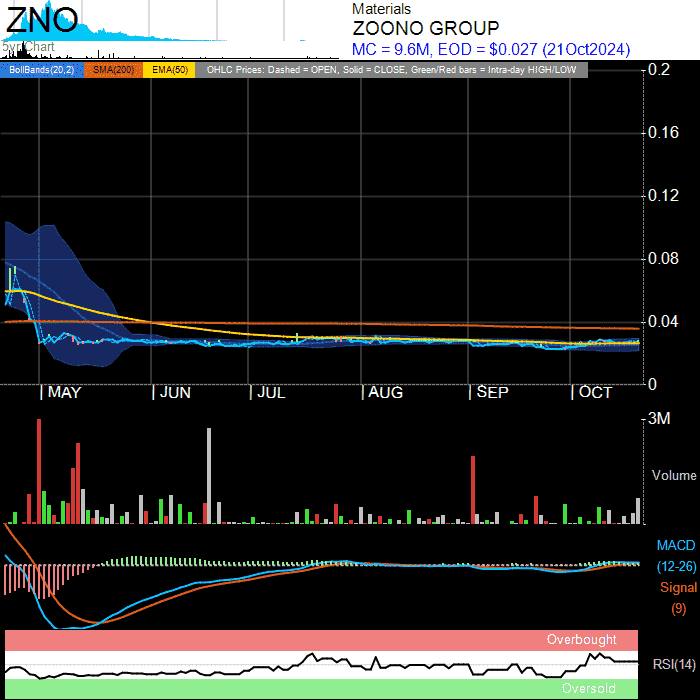 ZNO
5yr Chart
Materials
ZOONO GROUP
MC = 9.6M, EOD = $0.027 (21Oct2024)
BollBands(20,2) SMA(200) EMA(50) OHLC Prices: Dashed = OPEN, Solid = CLOSE, Green/Red bars = Intra-day HIGH/LOW
0.2
0.16
0.12
0.08
0.04
0
MAY JUN JUL AUG SEP OCT
3M
Volume
MACD
(12-26)
Signal
(9)
Overbought
RSI(14)
Oversold